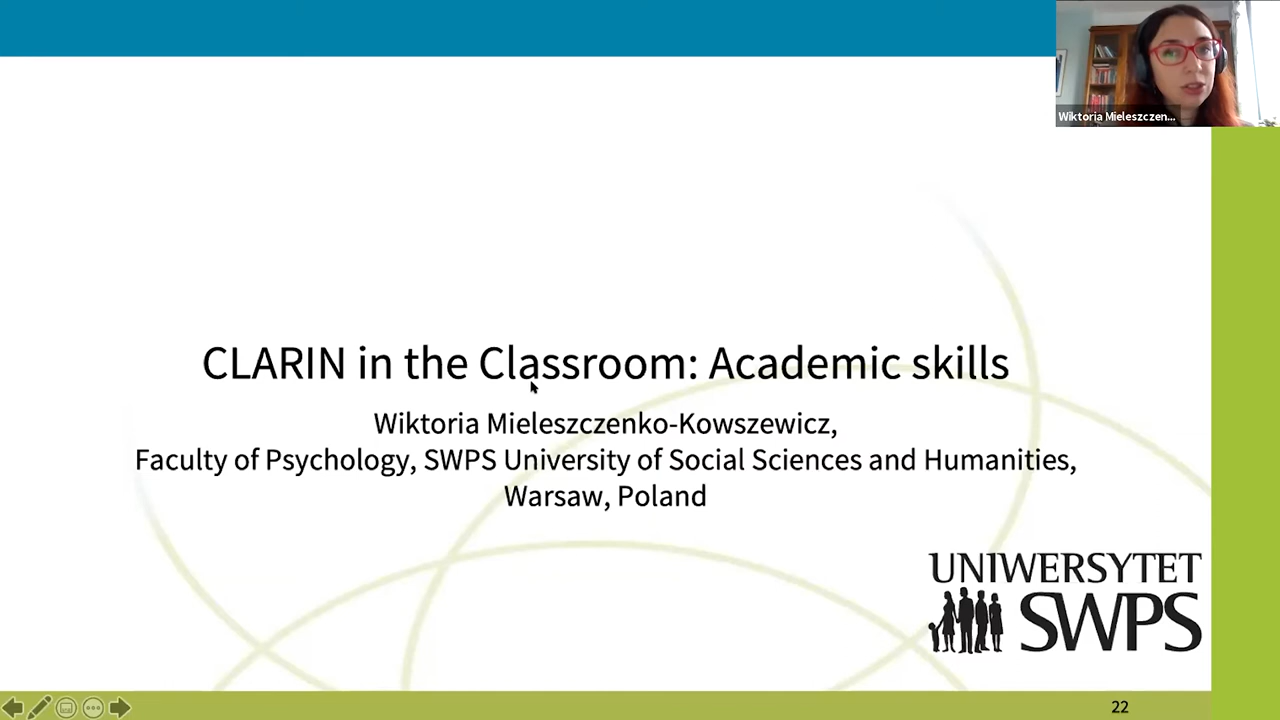 Wiktoria Mieleszczen...
CLARIN in the Classroom: Academic skills
Wiktoria Mieleszczenko-Kowszewicz,
Faculty of Psychology, SWPS University of Social Sciences and Humanities,
Warsaw, Poland
UNIWERSYTET
SWPS
22